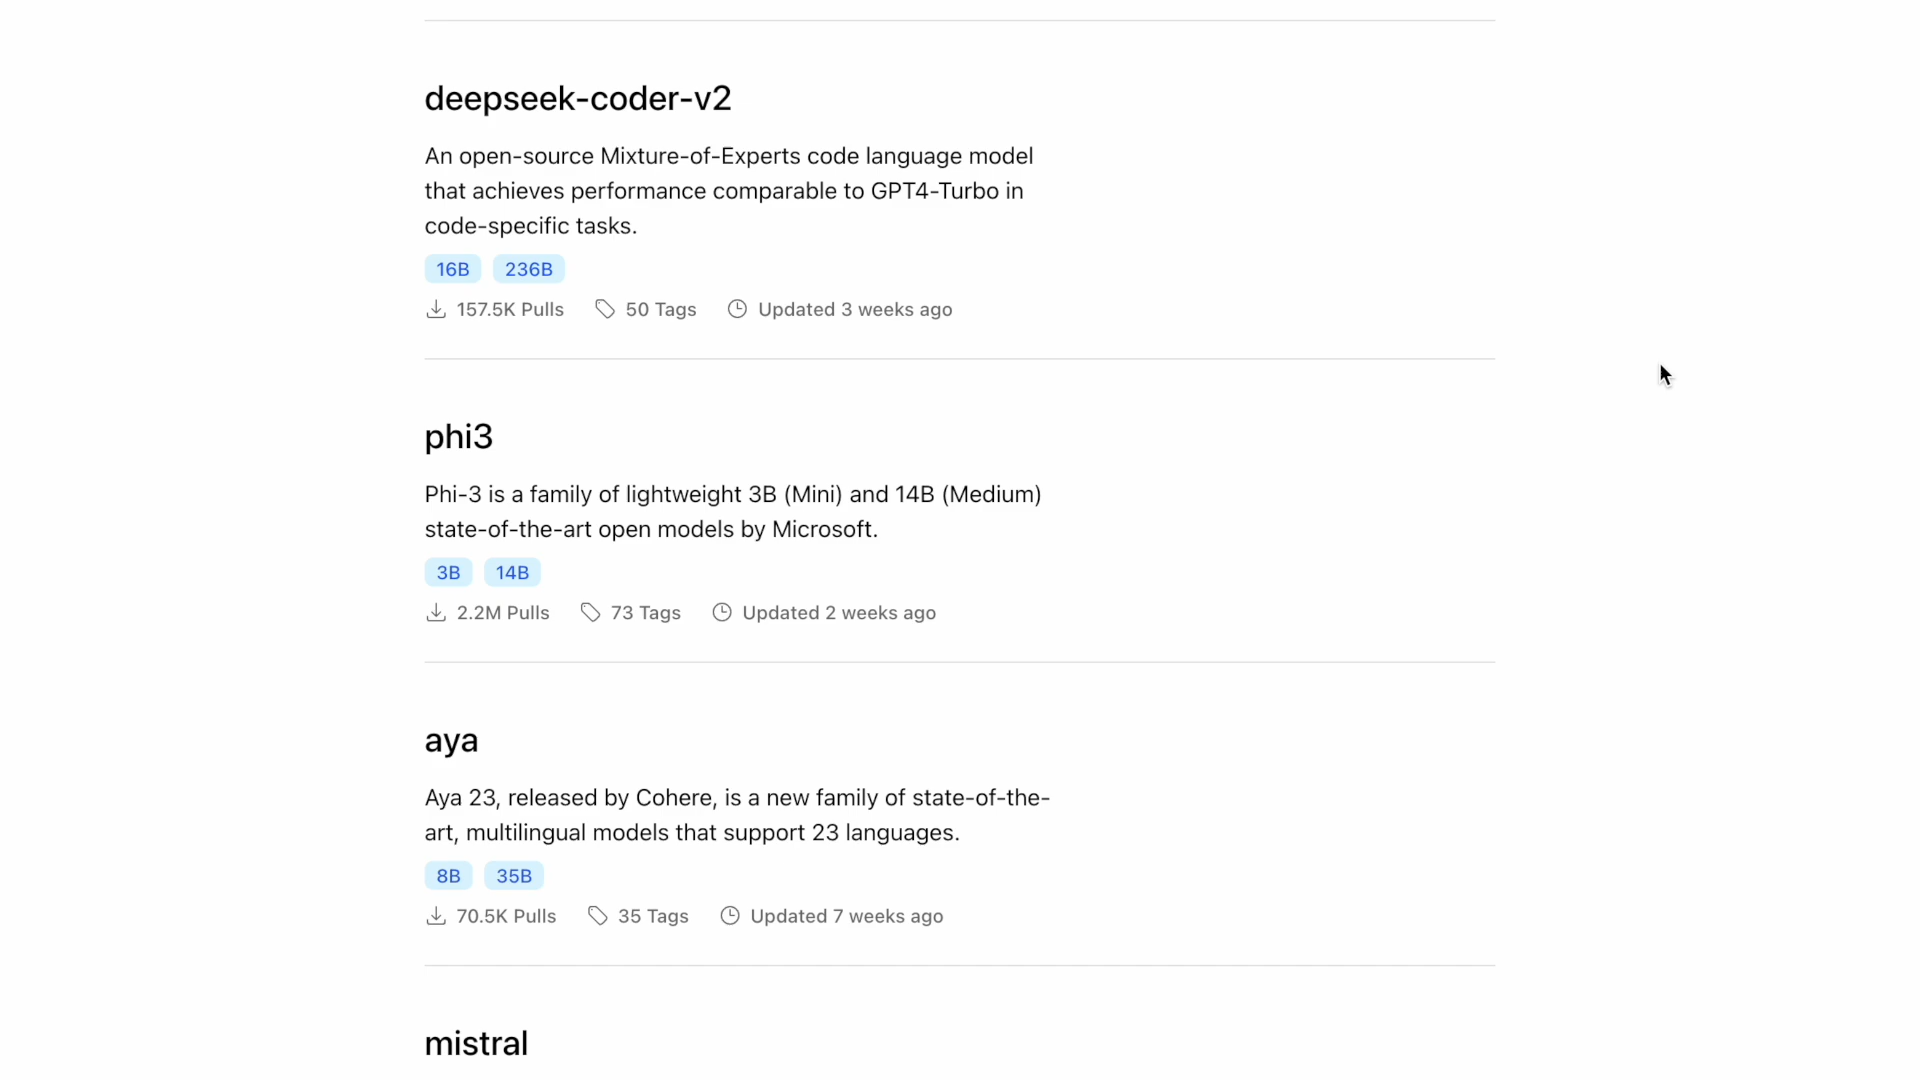 deepseek-coder-v2
An open-source Mixture-of-Experts code language model
that achieves performance comparable to GPT4-Turbo in
code-specific tasks.
16B 236B
157.5K Pulls 50 Tags Updated 3 weeks ago
phi3
Phi-3 is a family of lightweight 3B (Mini) and 14B (Medium)
state-of-the-art open models by Microsoft.
3B 14B
2.2M Pulls 73 Tags Updated 2 weeks ago
aya
Aya 23, released by Cohere, is a new family of state-of-the-
art, multilingual models that support 23 languages.
8B 35B
70.5K Pulls 35 Tags Updated 7 weeks ago
mistral